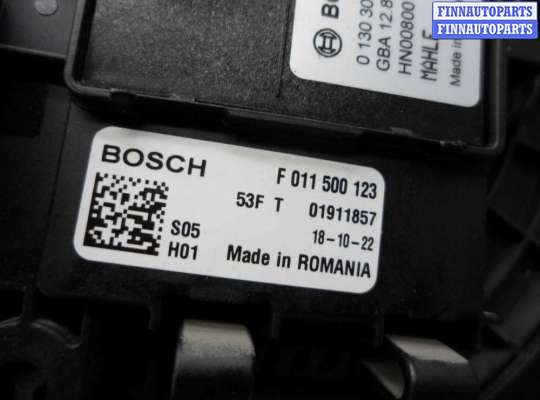 FINNAUTOPARTS
FINNAUTOPARTS
0 130 30
GBA 12.8
HN00800
MAHLE
Made in
BOSCH
F 011 500 123
53F T 01911857
18-10-22
S05
H01
Made in ROMANIA